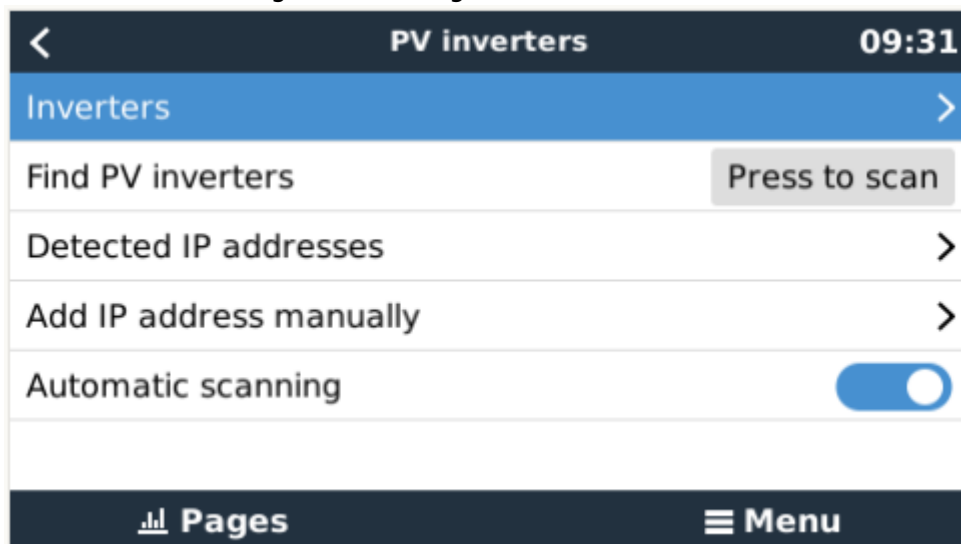 PV inverters 09:31
Inverters
Find PV inverters Press to scan
Detected IP addresses
Add IP address manually
Automatic scanning
Pages Menu